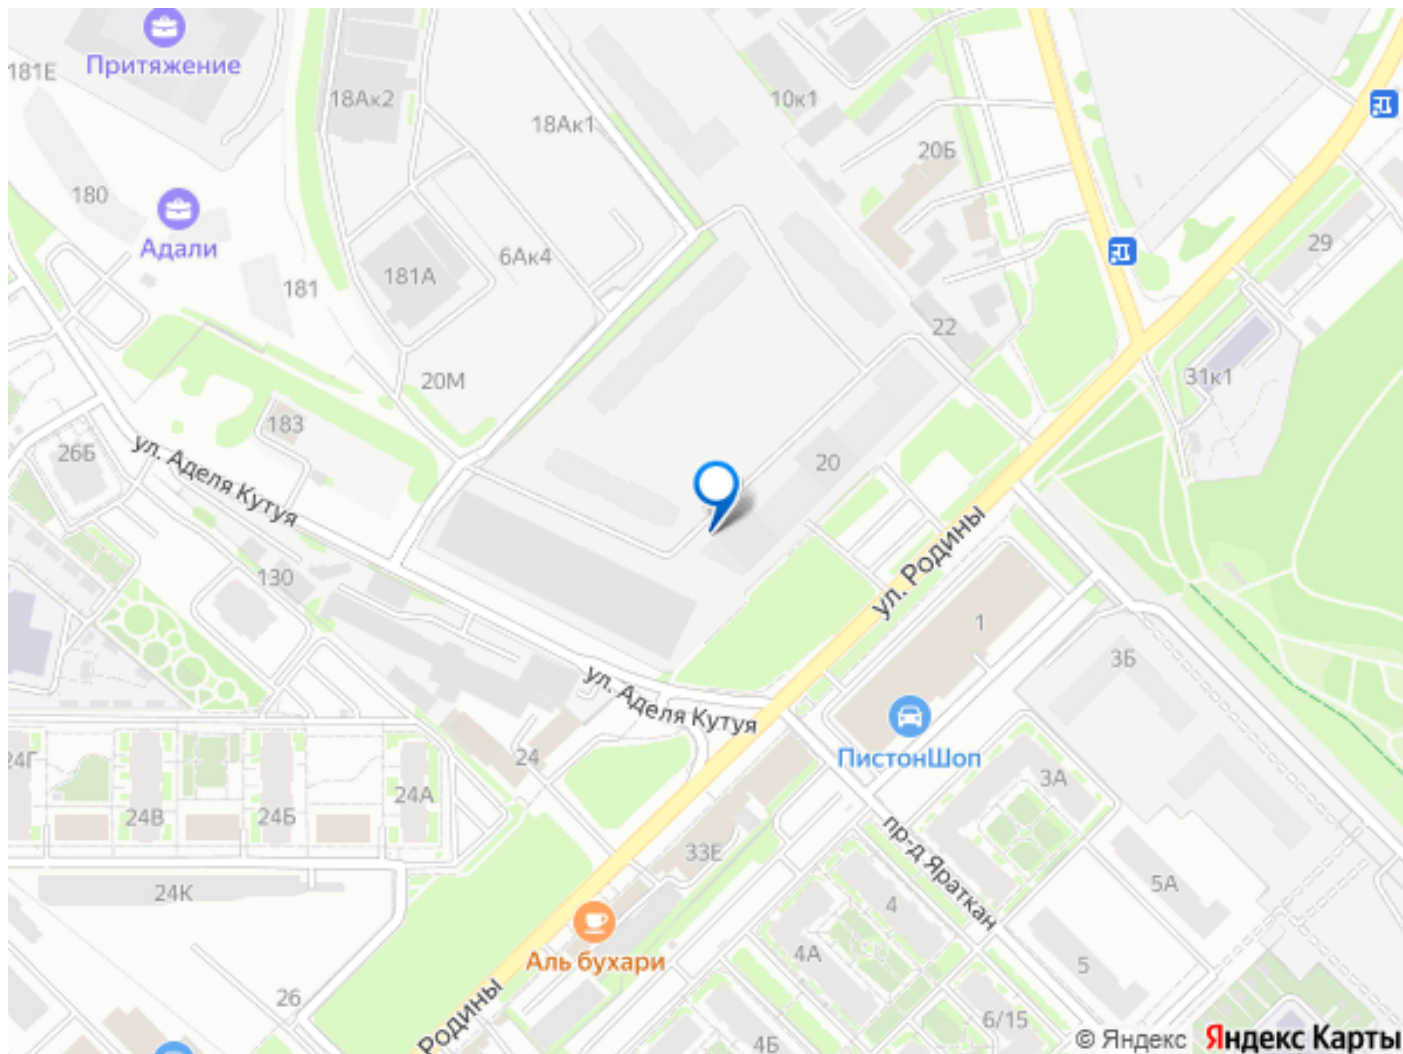 181Е
Притяжение
18Ак2
18Ак1
10к1
20Б
180
Адали
181
181А
6Ак4
29
22
31к1
20М
183
26Б
ул. Аделя Кутуя
20
ул. Родины
130
1
3Б
ул. Аделя Кутуя
ПистонШоп
24Г
24
24В
24Б
24А
3А
пр-д Яраткан
33Е
24К
4
5А
Аль бухари
4А
5
26
Родины
4Б
6/15
© Яндекс Яндекс Карты